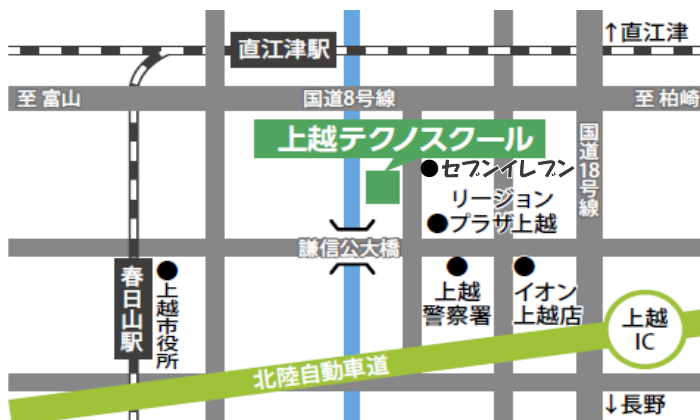 ↑直江津
直江津駅
至 富山
国道8号線
至 柏崎
上越テクノスクール
国道18号線
●セブンイレブン
リージョン
●プラザ上越
謙信公大橋
春日山駅
上越市役所
上越
警察署
イオン
上越店
上越
IC
北陸自動車道
↓長野